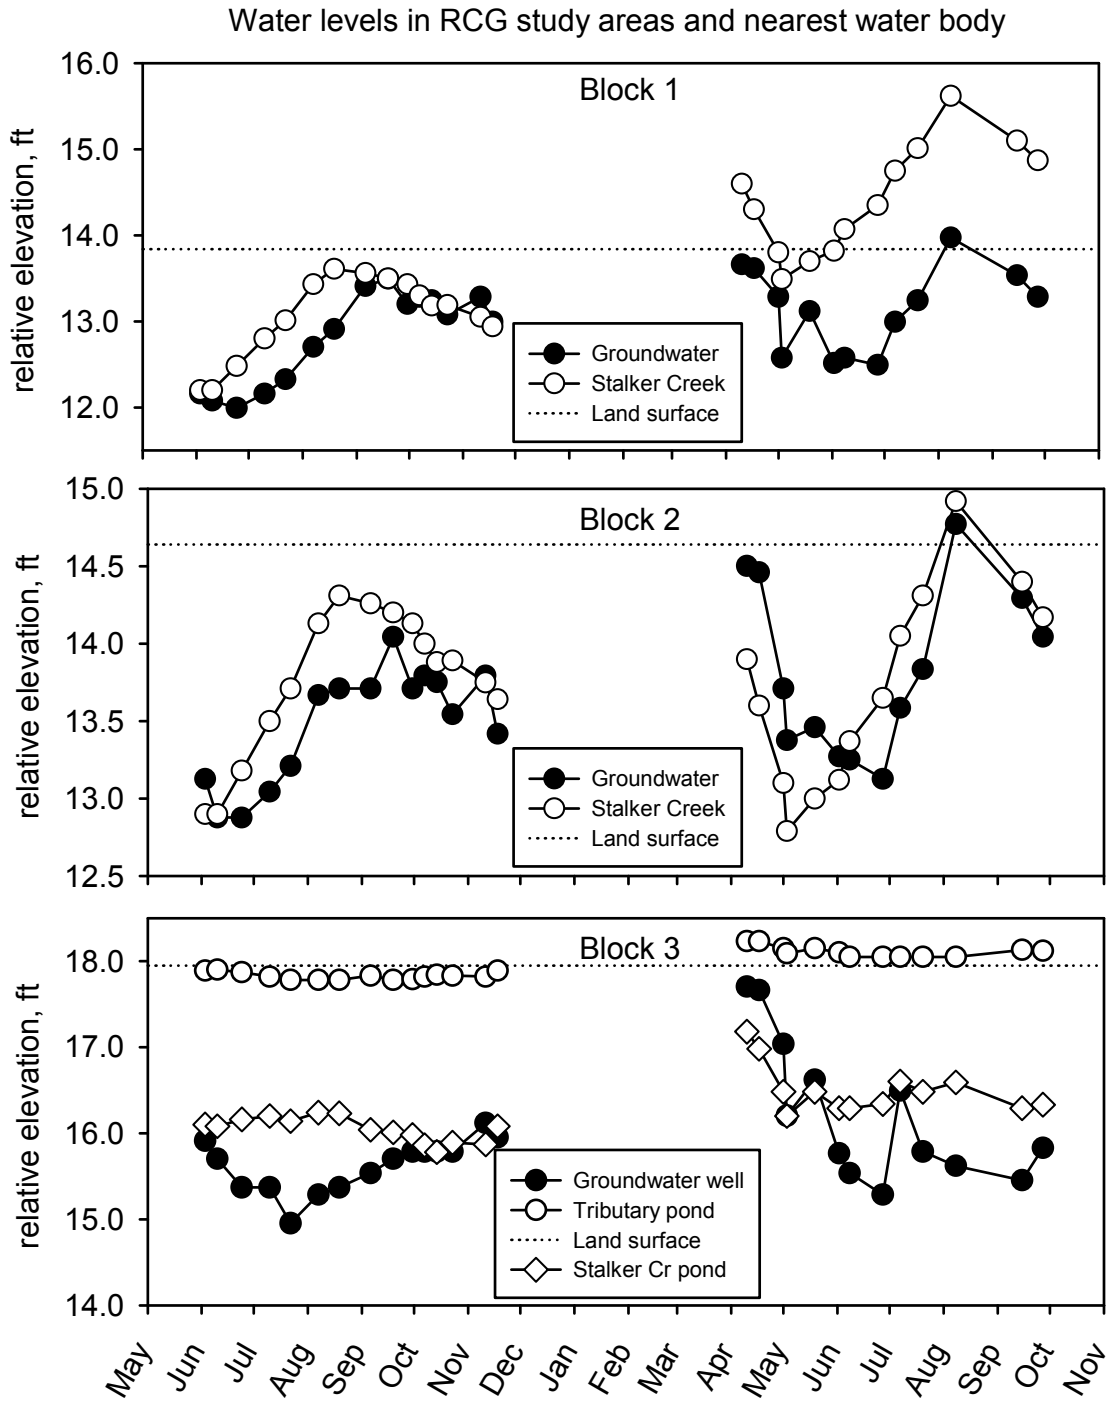 Water levels in RCG study areas and nearest water body
Block 1
relative elevation, ft
16.0
15.0
14.0
13.0
12.0
Groundwater
Stalker Creek
Land surface
Block 2
relative elevation, ft
15.0
14.5
14.0
13.5
13.0
12.5
Groundwater
Stalker Creek
Land surface
Block 3
relative elevation, ft
18.0
17.0
16.0
15.0
14.0
Groundwater well
Tributary pond
Land surface
Stalker Cr pond
May Jun Jul Aug Sep Oct Nov Dec Jan Feb Mar Apr May Jun Jul Aug Sep Oct Nov